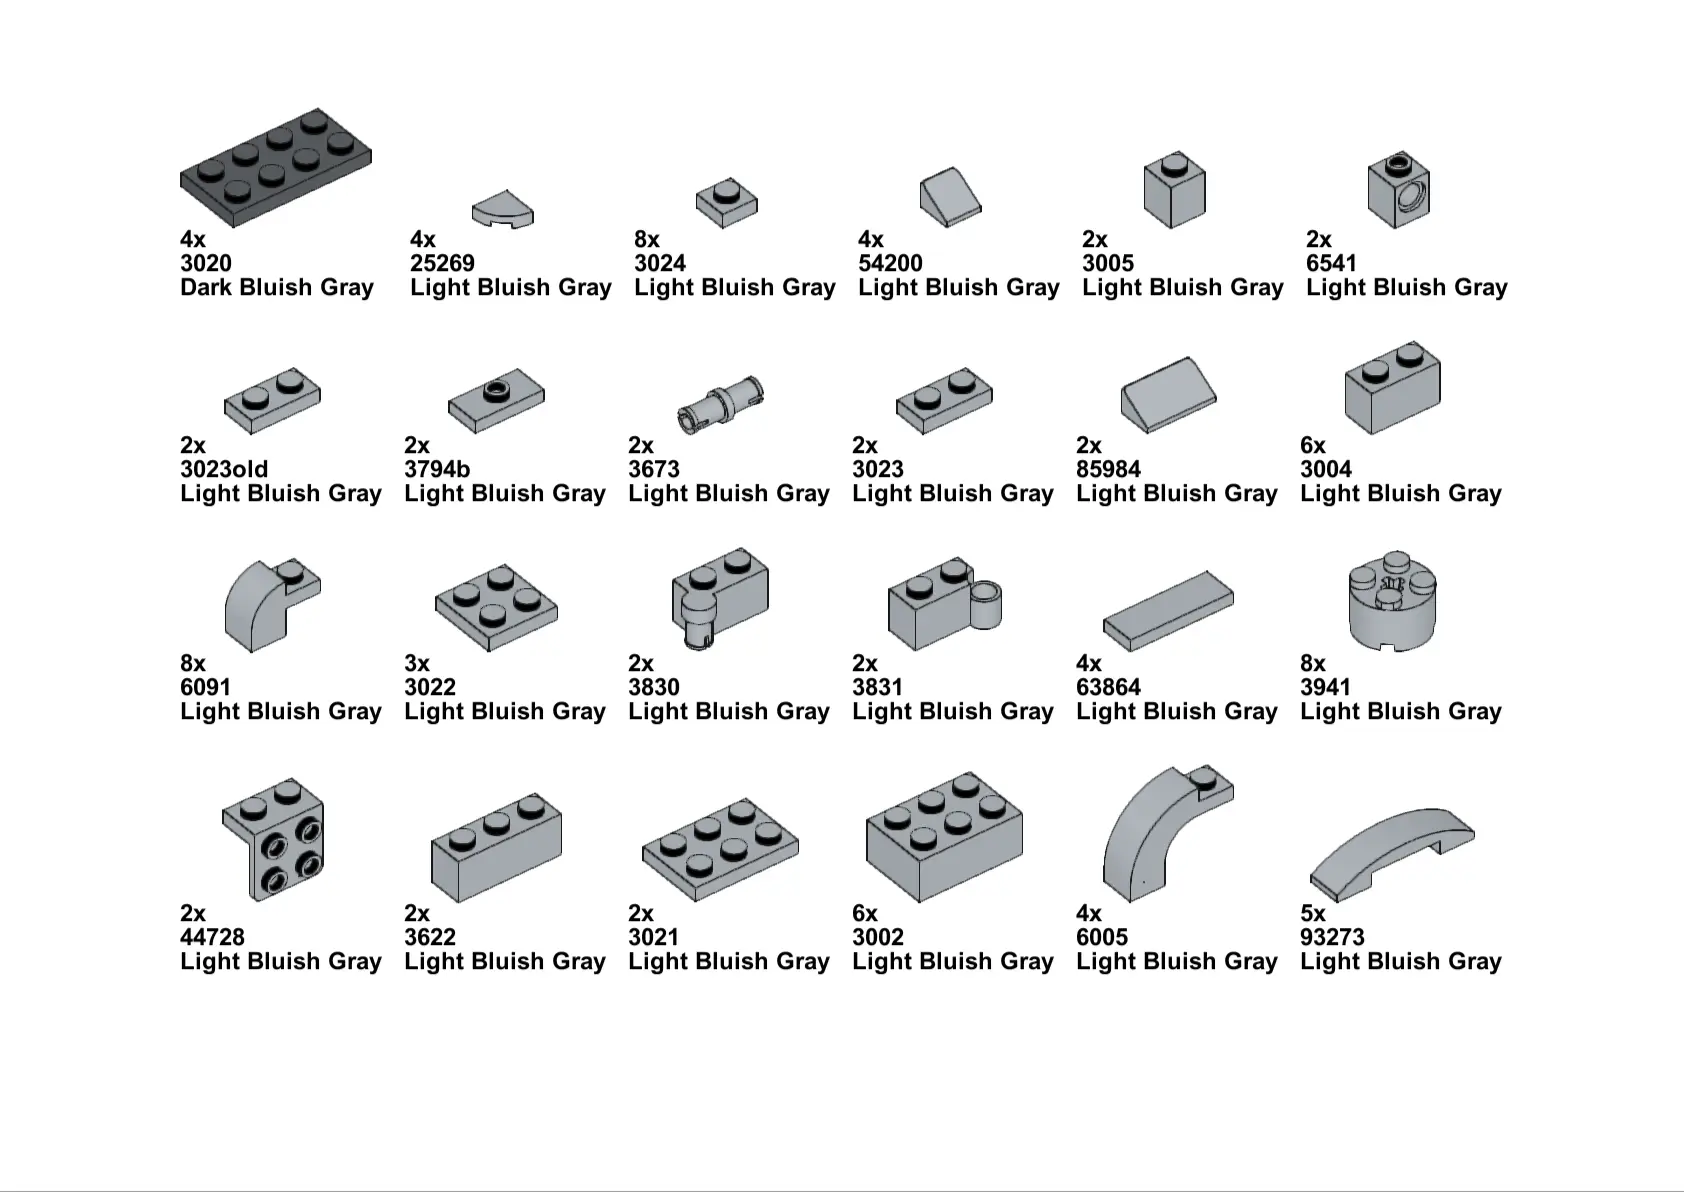 4x
3020
Dark Bluish Gray
4x
25269
Light Bluish Gray
8x
3024
Light Bluish Gray
4x
54200
Light Bluish Gray
2x
3005
Light Bluish Gray
2x
6541
Light Bluish Gray
2x
3023old
Light Bluish Gray
2x
3794b
Light Bluish Gray
2x
3673
Light Bluish Gray
2x
3023
Light Bluish Gray
2x
85984
Light Bluish Gray
6x
3004
Light Bluish Gray
8x
6091
Light Bluish Gray
3x
3022
Light Bluish Gray
2x
3830
Light Bluish Gray
2x
3831
Light Bluish Gray
4x
63864
Light Bluish Gray
8x
3941
Light Bluish Gray
2x
44728
Light Bluish Gray
2x
3622
Light Bluish Gray
2x
3021
Light Bluish Gray
6x
3002
Light Bluish Gray
4x
6005
Light Bluish Gray
5x
93273
Light Bluish Gray